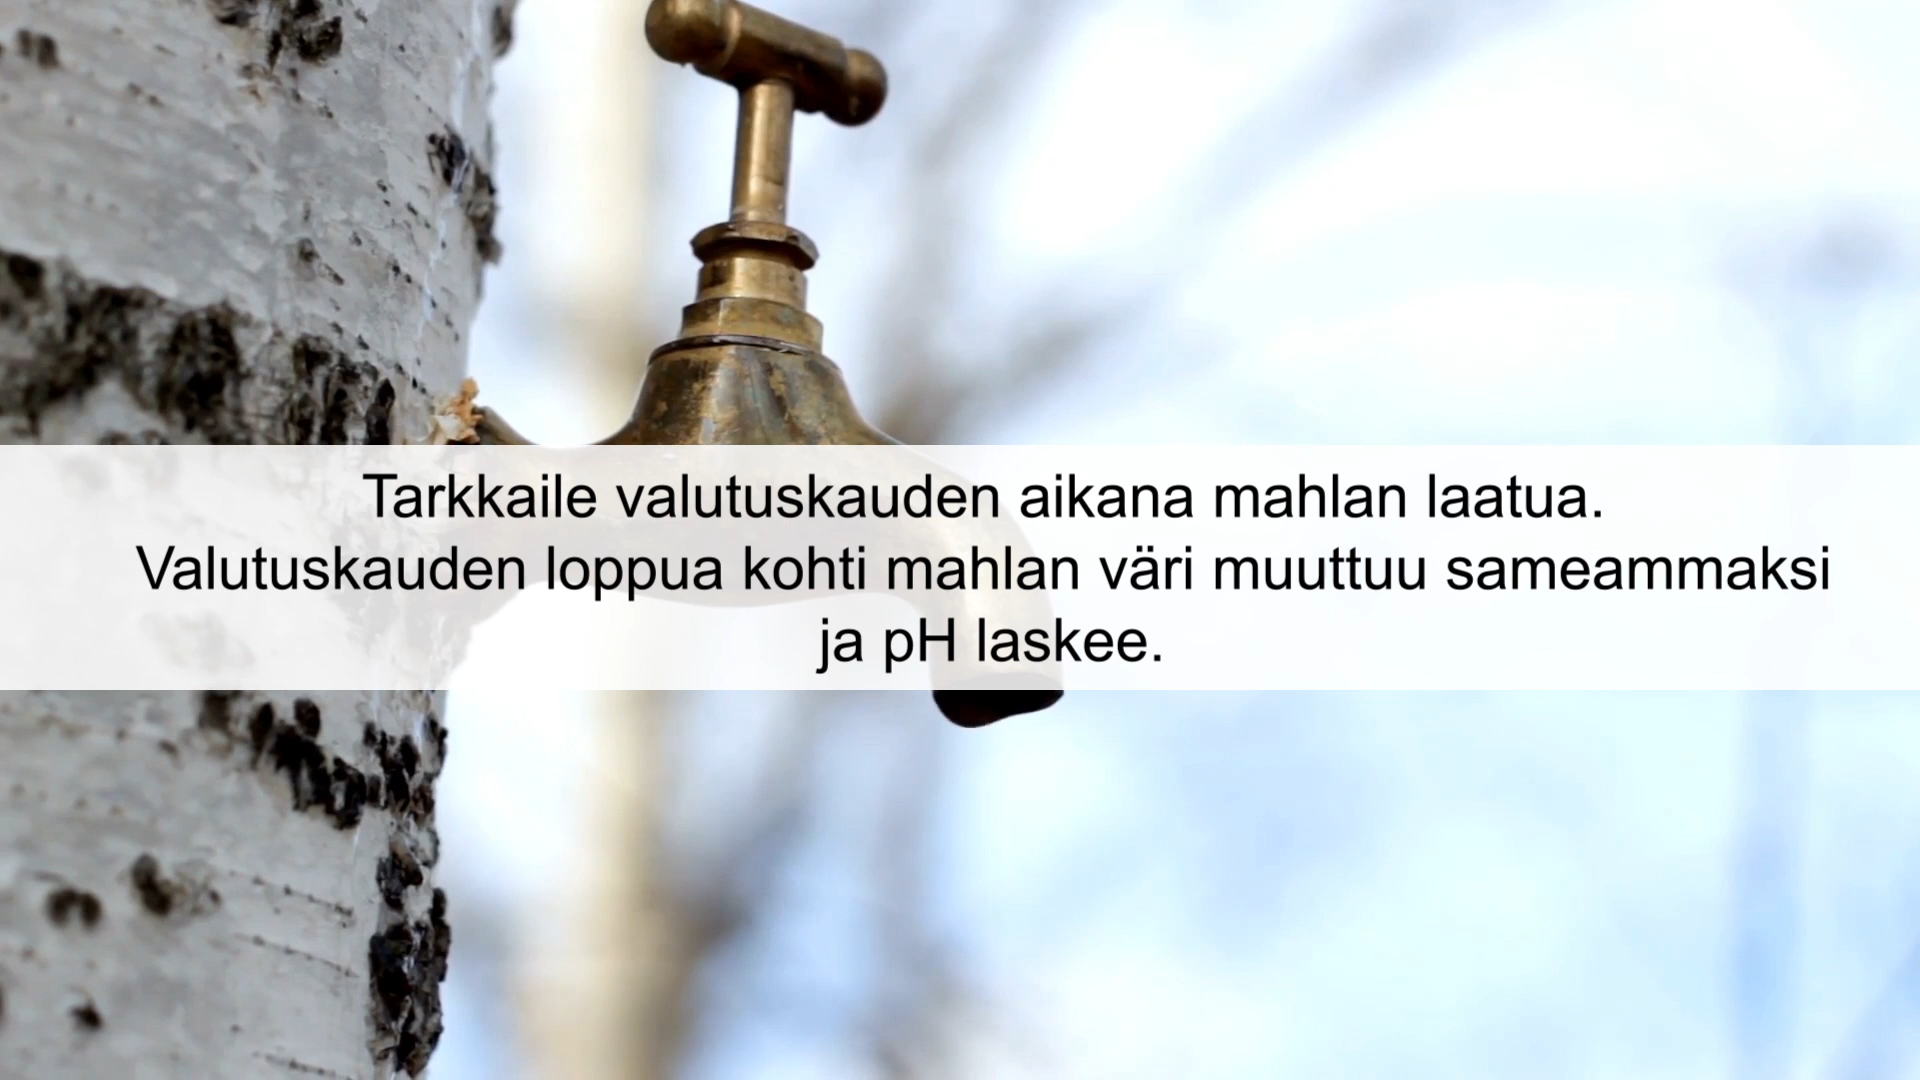 Tarkkaile valutuskauden aikana mahlan laatua.
Valutuskauden loppua kohti mahlan väri muuttuu sameammaksi
ja pH laskee.